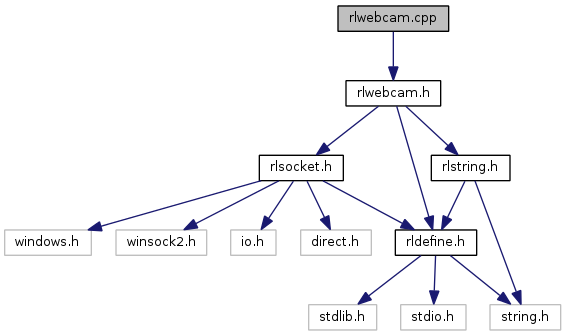 rlwebcam.cpp
rlwebcam.h
rlsocket.h
rlstring.h
windows.h
winsock2.h
io.h
direct.h
rldefine.h
stdlib.h
stdio.h
string.h